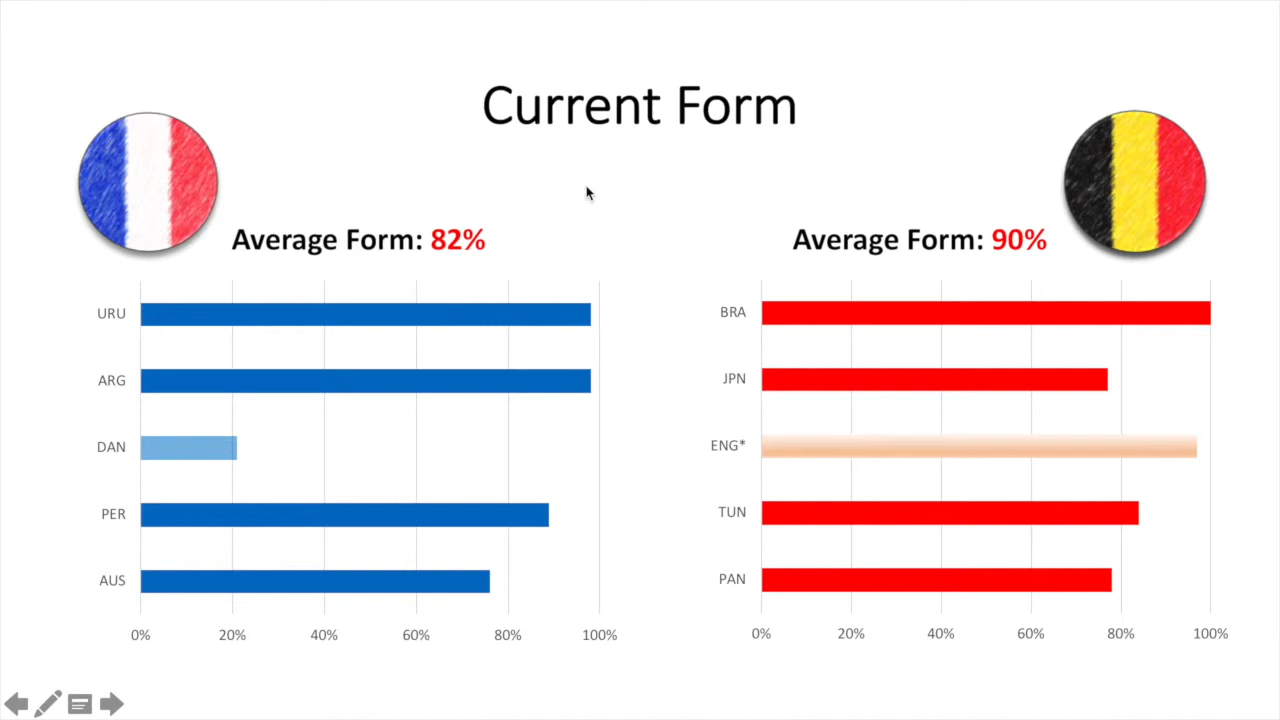 Current Form
Average Form: 82%
URU
ARG
DAN
PER
AUS
0% 20% 40% 60% 80% 100%
Average Form: 90%
BRA
JPN
ENG*
TUN
PAN
0% 20% 40% 60% 80% 100%